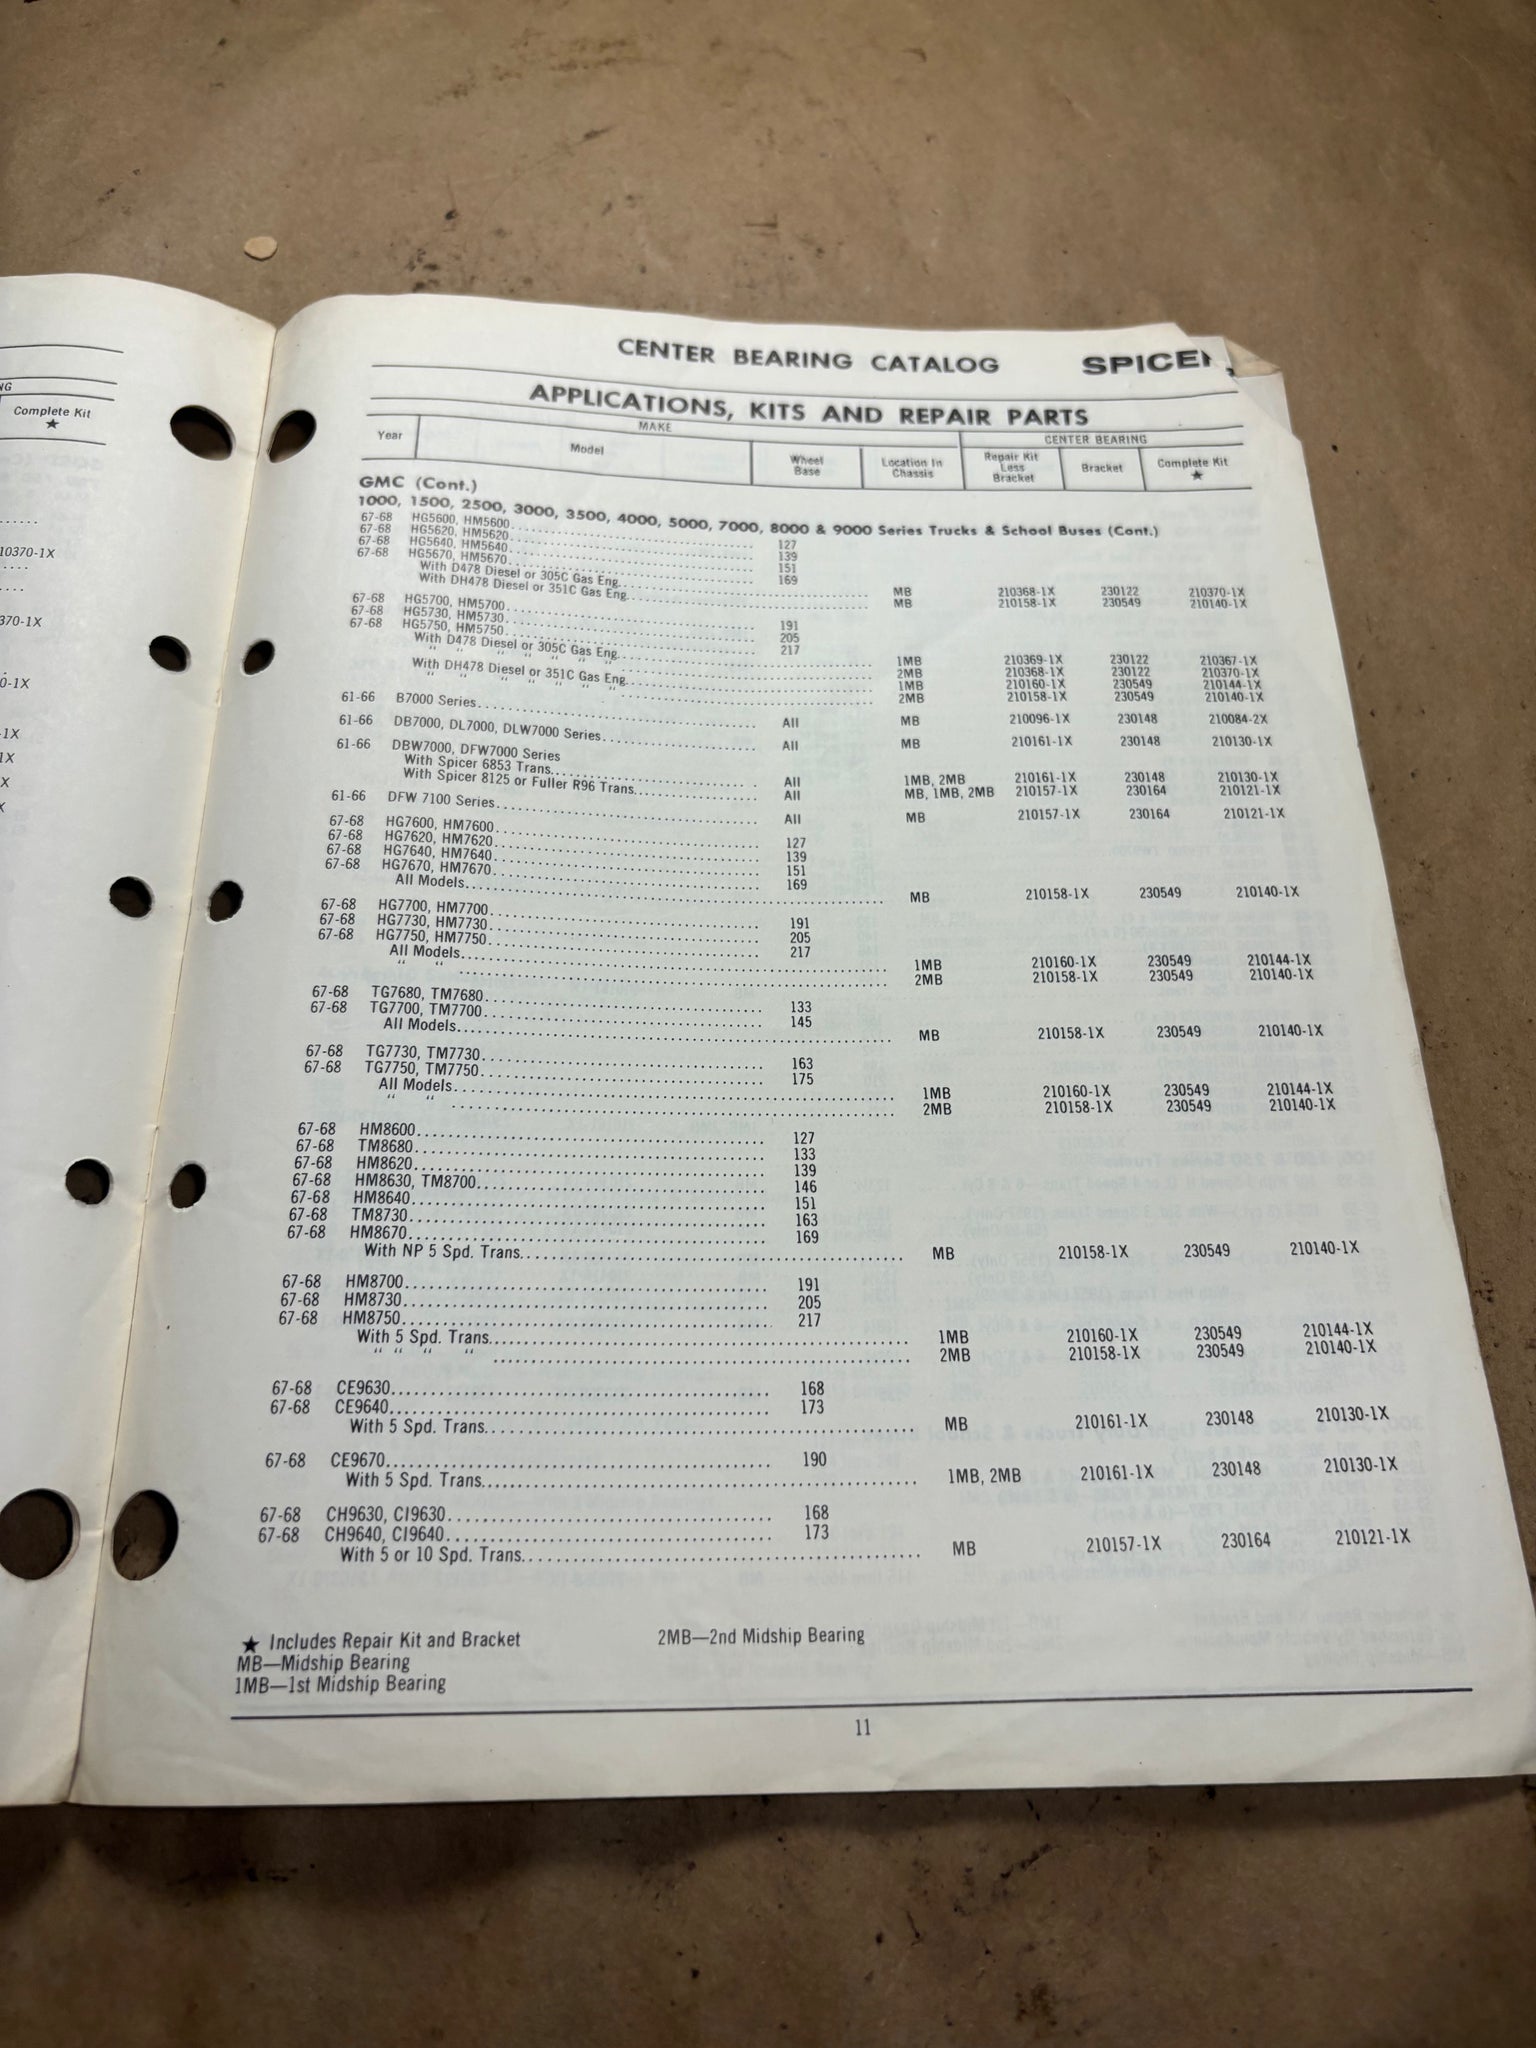 NG
Complete Kit
★
10370-1X
370-1X
0-1X
-1X
1X
X
X
CENTER BEARING CATALOG SPICER
APPLICATIONS, KITS AND REPAIR PARTS
MAKE CENTER BEARING
Year Model Wheel Base Location In Chassis Repair Kit Less Bracket Bracket Complete Kit ★
GMC (Cont.)
1000, 1500, 2500, 3000, 3500, 4000, 5000, 7000, 8000 & 9000 Series Trucks & School Buses (Cont.)
67-68 HG5600, HM5600 127
67-68 HG5620, HM5620 139
67-68 HG5640, HM5640 151
67-68 HG5670, HM5670 169
With D478 Diesel or 305C Gas Eng. MB 210368-1X 230122 210370-1X
With DH478 Diesel or 351C Gas Eng. MB 210158-1X 230549 210140-1X
67-68 HG5700, HM5700 191
67-68 HG5730, HM5730 205
67-68 HG5750, HM5750 217
With D478 Diesel or 305C Gas Eng. 1MB 210369-1X 230122 210367-1X
" " " " " " 2MB 210368-1X 230122 210370-1X
With DH478 Diesel or 351C Gas Eng. 1MB 210160-1X 230549 210144-1X
" " " " " " " 2MB 210158-1X 230549 210140-1X
61-66 B7000 Series All MB 210096-1X 230148 210084-2X
61-66 DB7000, DL7000, DLW7000 Series All MB 210161-1X 230148 210130-1X
61-66 DBW7000, DFW7000 Series
With Spicer 6853 Trans. All 1MB, 2MB 210161-1X 230148 210130-1X
With Spicer 8125 or Fuller R96 Trans. All MB, 1MB, 2MB 210157-1X 230164 210121-1X
61-66 DFW 7100 Series All MB 210157-1X 230164 210121-1X
67-68 HG7600, HM7600 127
67-68 HG7620, HM7620 139
67-68 HG7640, HM7640 151
67-68 HG7670, HM7670 169
All Models MB 210158-1X 230549 210140-1X
67-68 HG7700, HM7700 191
67-68 HG7730, HM7730 205
67-68 HG7750, HM7750 217
All Models 1MB 210160-1X 230549 210144-1X
" " 2MB 210158-1X 230549 210140-1X
67-68 TG7680, TM7680 133
67-68 TG7700, TM7700 145
All Models MB 210158-1X 230549 210140-1X
67-68 TG7730, TM7730 163
67-68 TG7750, TM7750 175
All Models 1MB 210160-1X 230549 210144-1X
" " 2MB 210158-1X 230549 210140-1X
67-68 HM8600 127
67-68 TM8680 133
67-68 HM8620 139
67-68 HM8630, TM8700 146
67-68 HM8640 151
67-68 TM8730 163
67-68 HM8670 169
With NP 5 Spd. Trans. MB 210158-1X 230549 210140-1X
67-68 HM8700 191
67-68 HM8730 205
67-68 HM8750 217
With 5 Spd. Trans. 1MB 210160-1X 230549 210144-1X
" " " " 2MB 210158-1X 230549 210140-1X
67-68 CE9630 168
67-68 CE9640 173
With 5 Spd. Trans. MB 210161-1X 230148 210130-1X
67-68 CE9670 190
With 5 Spd. Trans. 1MB, 2MB 210161-1X 230148 210130-1X
67-68 CH9630, CI9630 168
67-68 CH9640, CI9640 173
With 5 or 10 Spd. Trans. MB 210157-1X 230164 210121-1X
★ Includes Repair Kit and Bracket 2MB—2nd Midship Bearing
MB—Midship Bearing
1MB—1st Midship Bearing
11